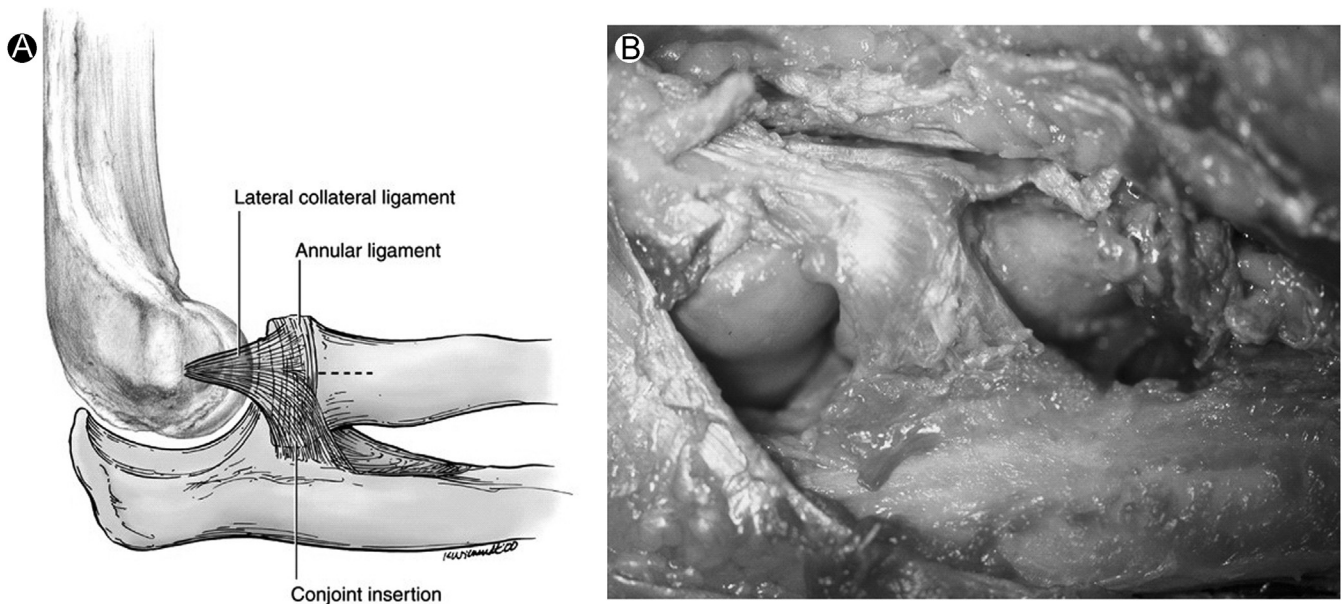 A
B
Lateral collateral ligament
Annular ligament
Conjoint insertion